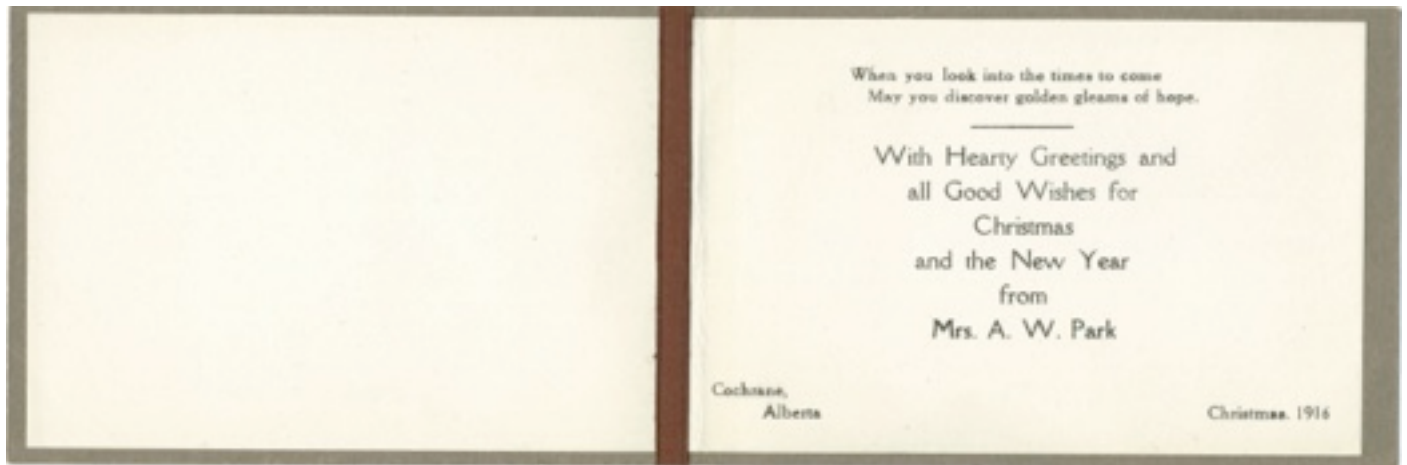 When you look into the times to come
May you discover golden gleams of hope.
With Hearty Greetings and
all Good Wishes for
Christmas
and the New Year
from
Mrs. A. W. Park
Cochrane,
Alberta
Christmas, 1916